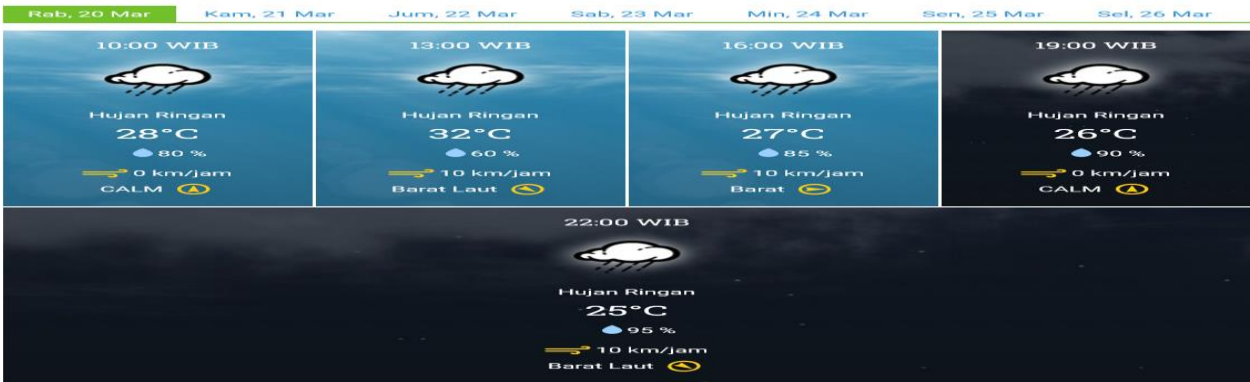 Rab, 20 Mar Kam, 21 Mar Jum, 22 Mar Sab, 23 Mar Min, 24 Mar Sen, 25 Mar Sel, 26 Mar
10:00 WIB
Hujan Ringan
28°C
80 %
0 km/jam
CALM
13:00 WIB
Hujan Ringan
32°C
60 %
10 km/jam
Barat Laut
16:00 WIB
Hujan Ringan
27°C
85 %
10 km/jam
Barat
19:00 WIB
Hujan Ringan
26°C
90 %
0 km/jam
CALM
22:00 WIB
Hujan Ringan
25°C
95 %
10 km/jam
Barat Laut